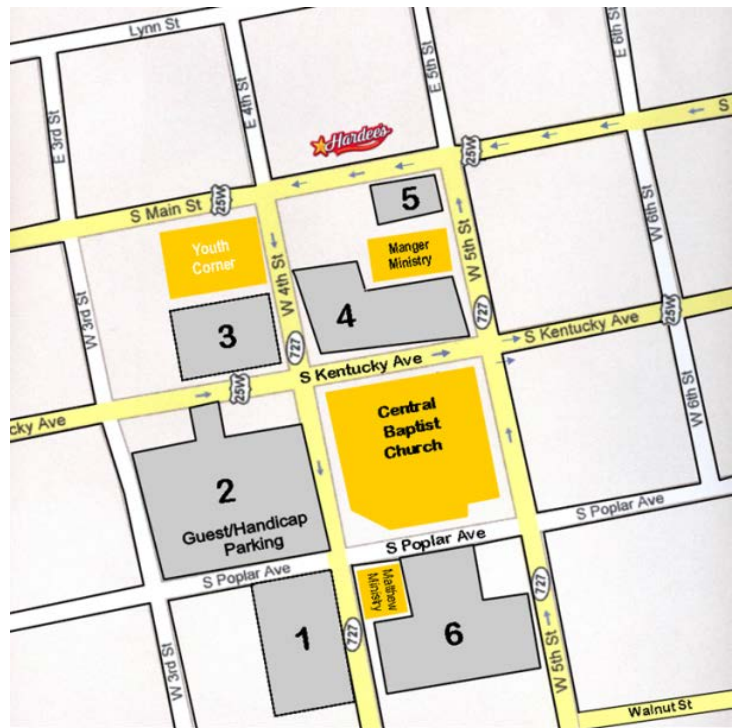 Lynn St
E 3rd St
E 4th St
E 5th St
E 6th St
Hardee's
S
25W
25W
S Main St
5
Youth
Corner
Manger
Ministry
W 3rd St
W 4th St
W 5th St
W 6th St
3
4
727
727
25W
S Kentucky Ave
S Kentucky Ave
25W
cky Ave
Central
Baptist
Church
W 6th St
2
Guest/Handicap
Parking
S Poplar Ave
S Poplar Ave
S Poplar Ave
Matthew
Ministry
727
1
6
727
W 3rd St
W 5th St
Walnut St